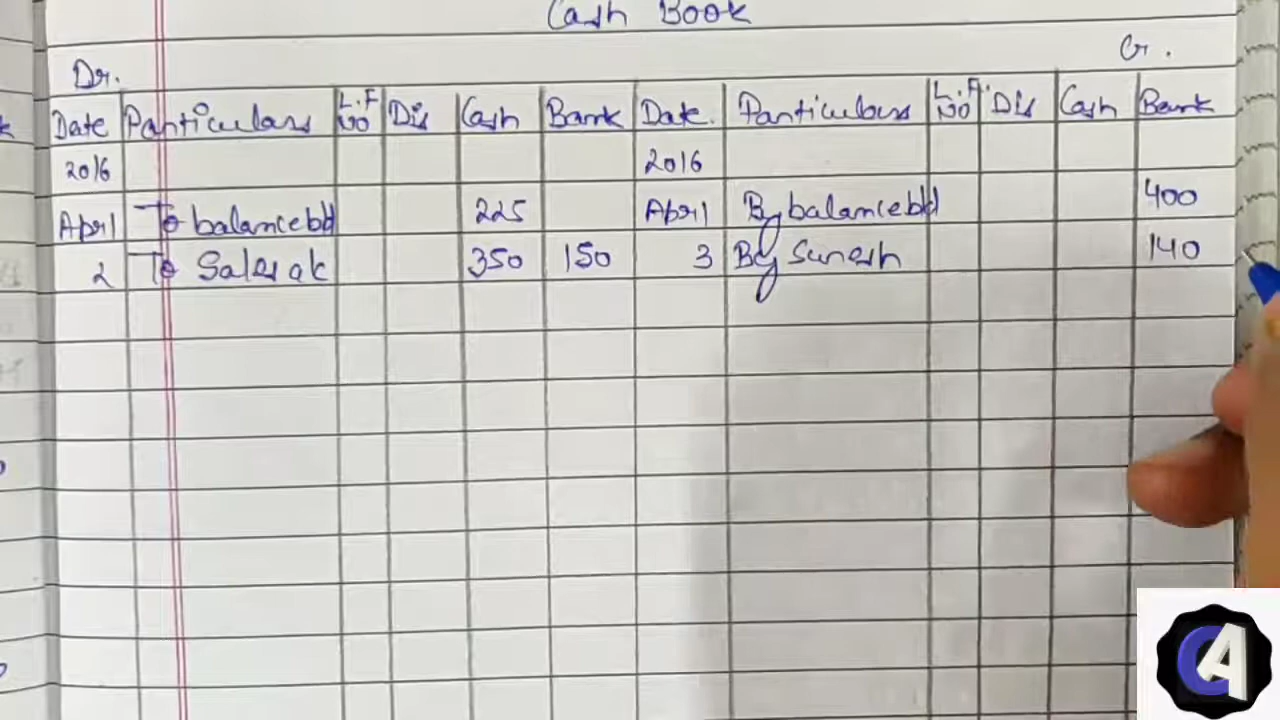 Cash Book
Dr. Cr.
Date Particulars L.F No Dis Cash Bank Date. Particulars L.F. No Dis Cash Bank
2016 2016
April To balance b/d 225 April By balance b/d 400
2 To Sales a/c 350 150 3 By Suresh 140
CA